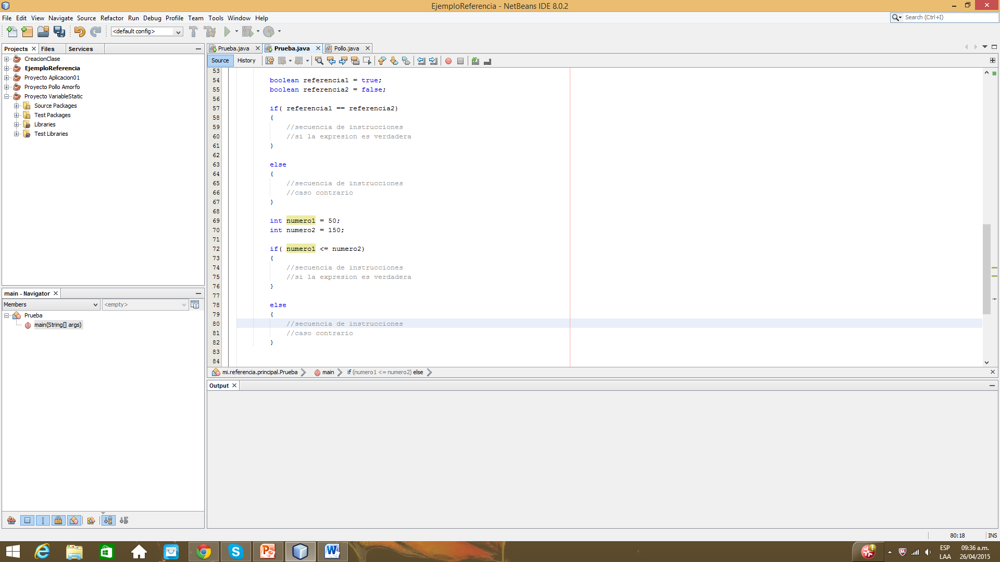 EjemploReferencia - NetBeans IDE 8.0.2
File Edit View Navigate Source Refactor Run Debug Profile Team Tools Window Help
Search (Ctrl+I)
<default config>
Projects Files Services
CreacionClase
EjemploReferencia
Proyecto Aplicacion01
Proyecto Pollo Amorfo
Proyecto VariableStatic
Source Packages
Test Packages
Libraries
Test Libraries
main - Navigator
Members <empty>
Prueba
main(String[] args)
Prueba.java Prueba.java Pollo.java
Source History
53
54 boolean referencia1 = true;
55 boolean referencia2 = false;
56
57 if( referencia1 == referencia2)
58 {
59 //secuencia de instrucciones
60 //si la expresion es verdadera
61 }
62
63 else
64 {
65 //secuencia de instrucciones
66 //caso contrario
67 }
68
69 int numero1 = 50;
70 int numero2 = 150;
71
72 if( numero1 <= numero2)
73 {
74 //secuencia de instrucciones
75 //si la expresion es verdadera
76 }
77
78 else
79 {
80 //secuencia de instrucciones
81 //caso contrario
82 }
83
84
mi.referencia.principal.Prueba main if (numero1 <= numero2) else
Output
80:18 INS
ESP 09:36 a.m.
LAA 26/04/2015